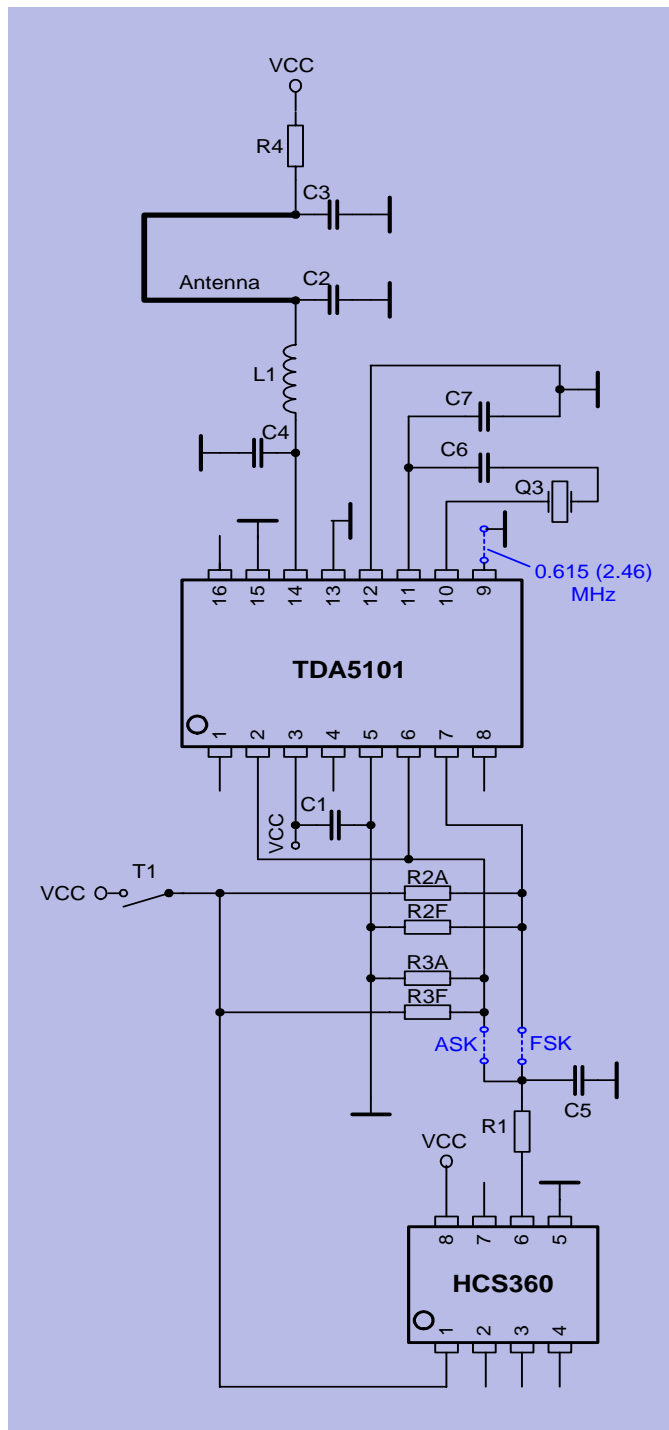 VCC
R4
C3
Antenna
C2
L1
C7
C4
C6
Q3
0.615 (2.46)
MHz
16 15 14 13 12 11 10 9
TDA5101
1 2 3 4 5 6 7 8
C1
VCC
T1
VCC
R2A
R2F
R3A
R3F
ASK
FSK
C5
R1
VCC
8 7 6 5
HCS360
1 2 3 4